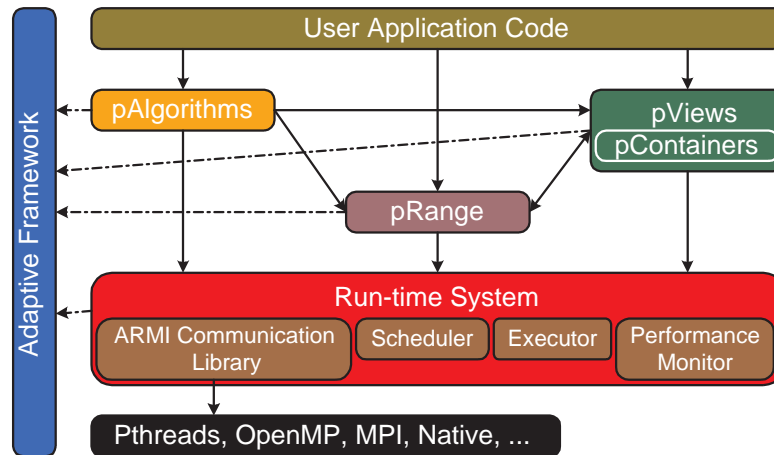 User Application Code
Adaptive Framework
pAlgorithms
pViews
pContainers
pRange
Run-time System
ARMI Communication
Library
Scheduler
Executor
Performance
Monitor
Pthreads, OpenMP, MPI, Native, ...